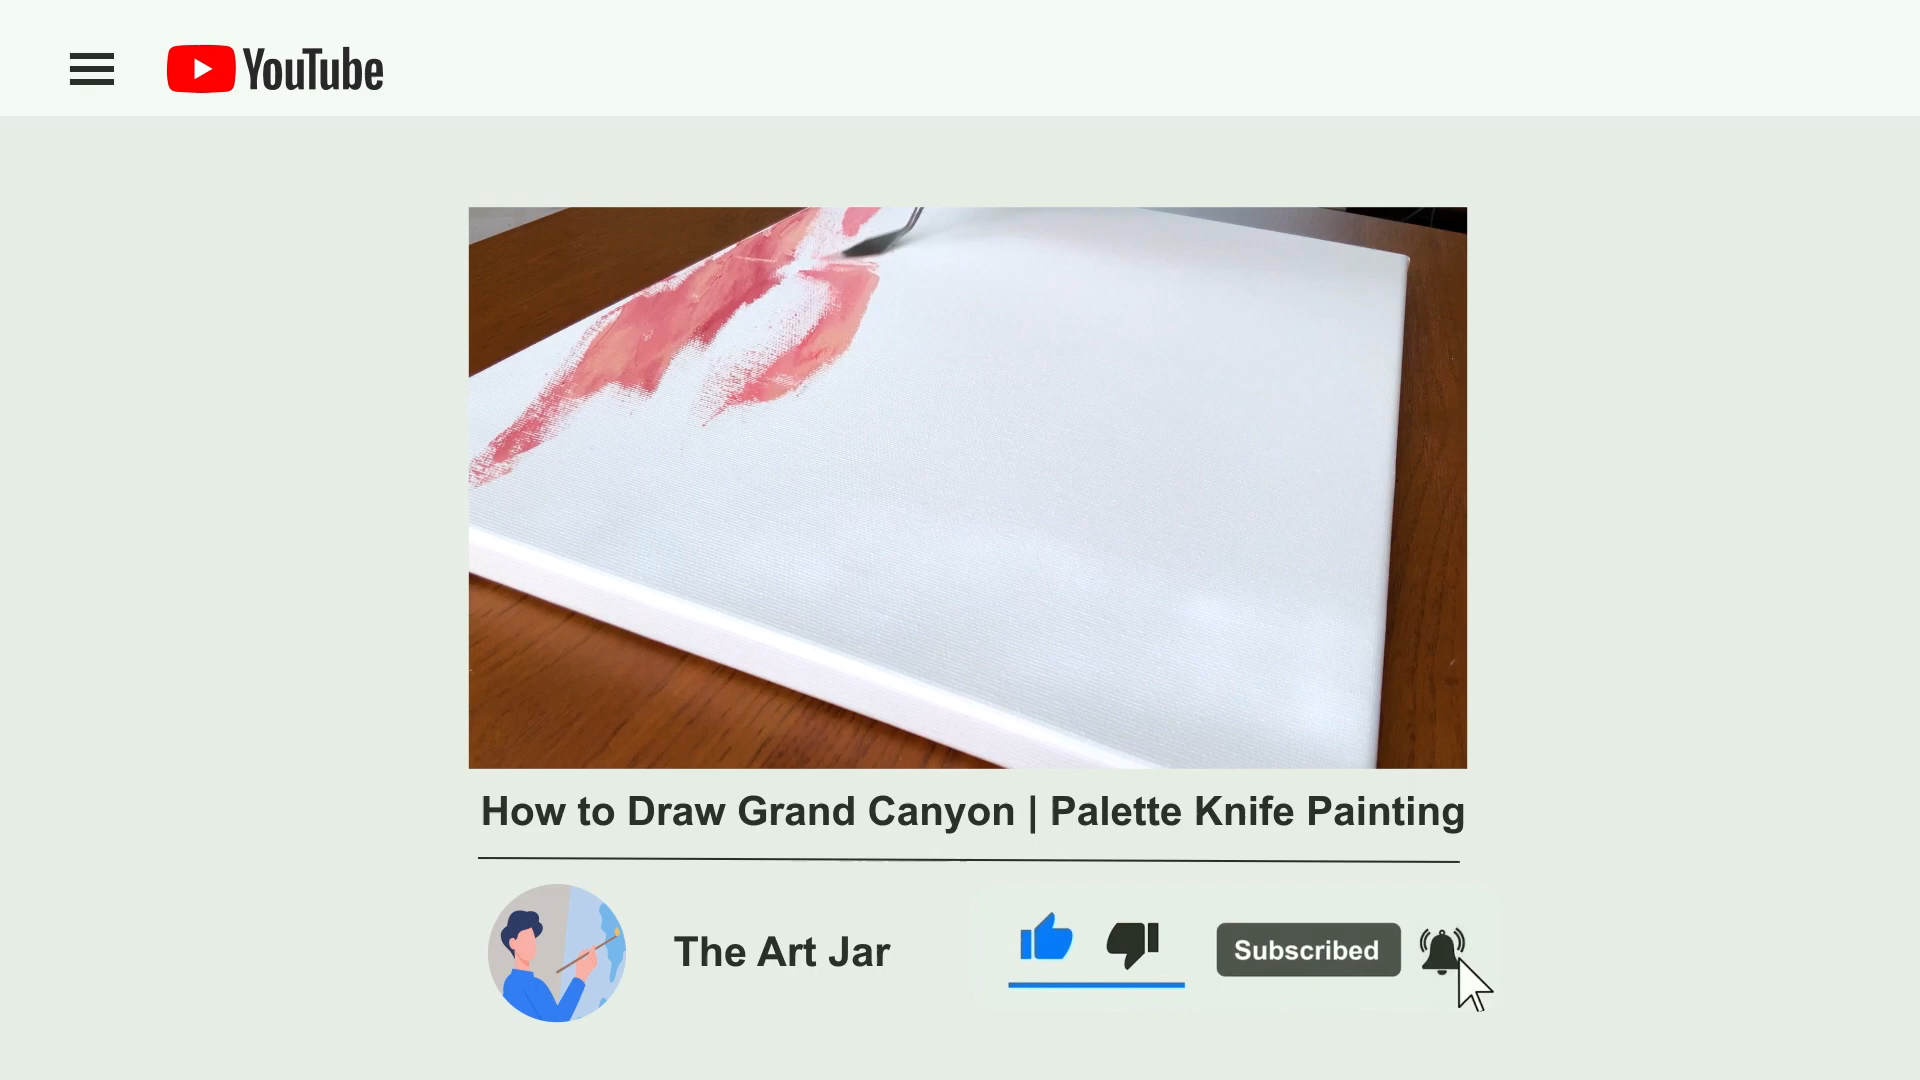 YouTube
How to Draw Grand Canyon | Palette Knife Painting
The Art Jar
Subscribed